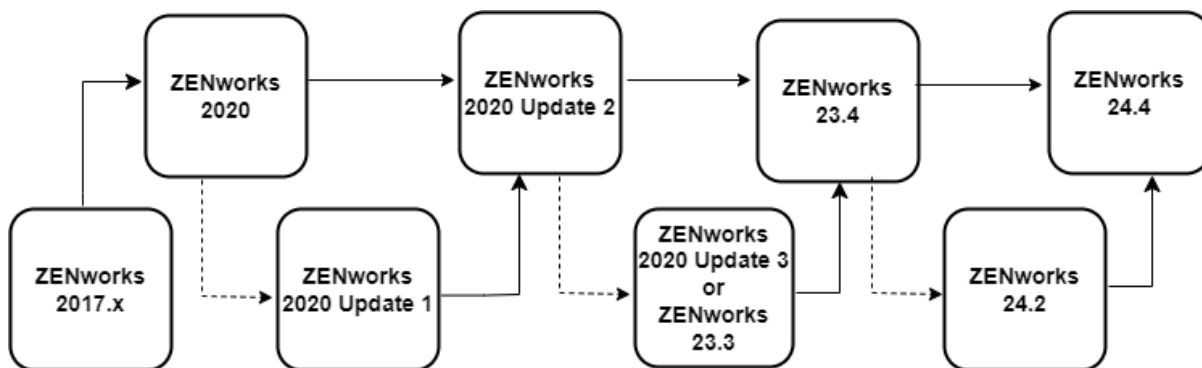 ZENworks
2020
ZENworks
2020 Update 2
ZENworks
23.4
ZENworks
24.4
ZENworks
2017.x
ZENworks
2020 Update 1
ZENworks
2020 Update 3
or
ZENworks
23.3
ZENworks
24.2